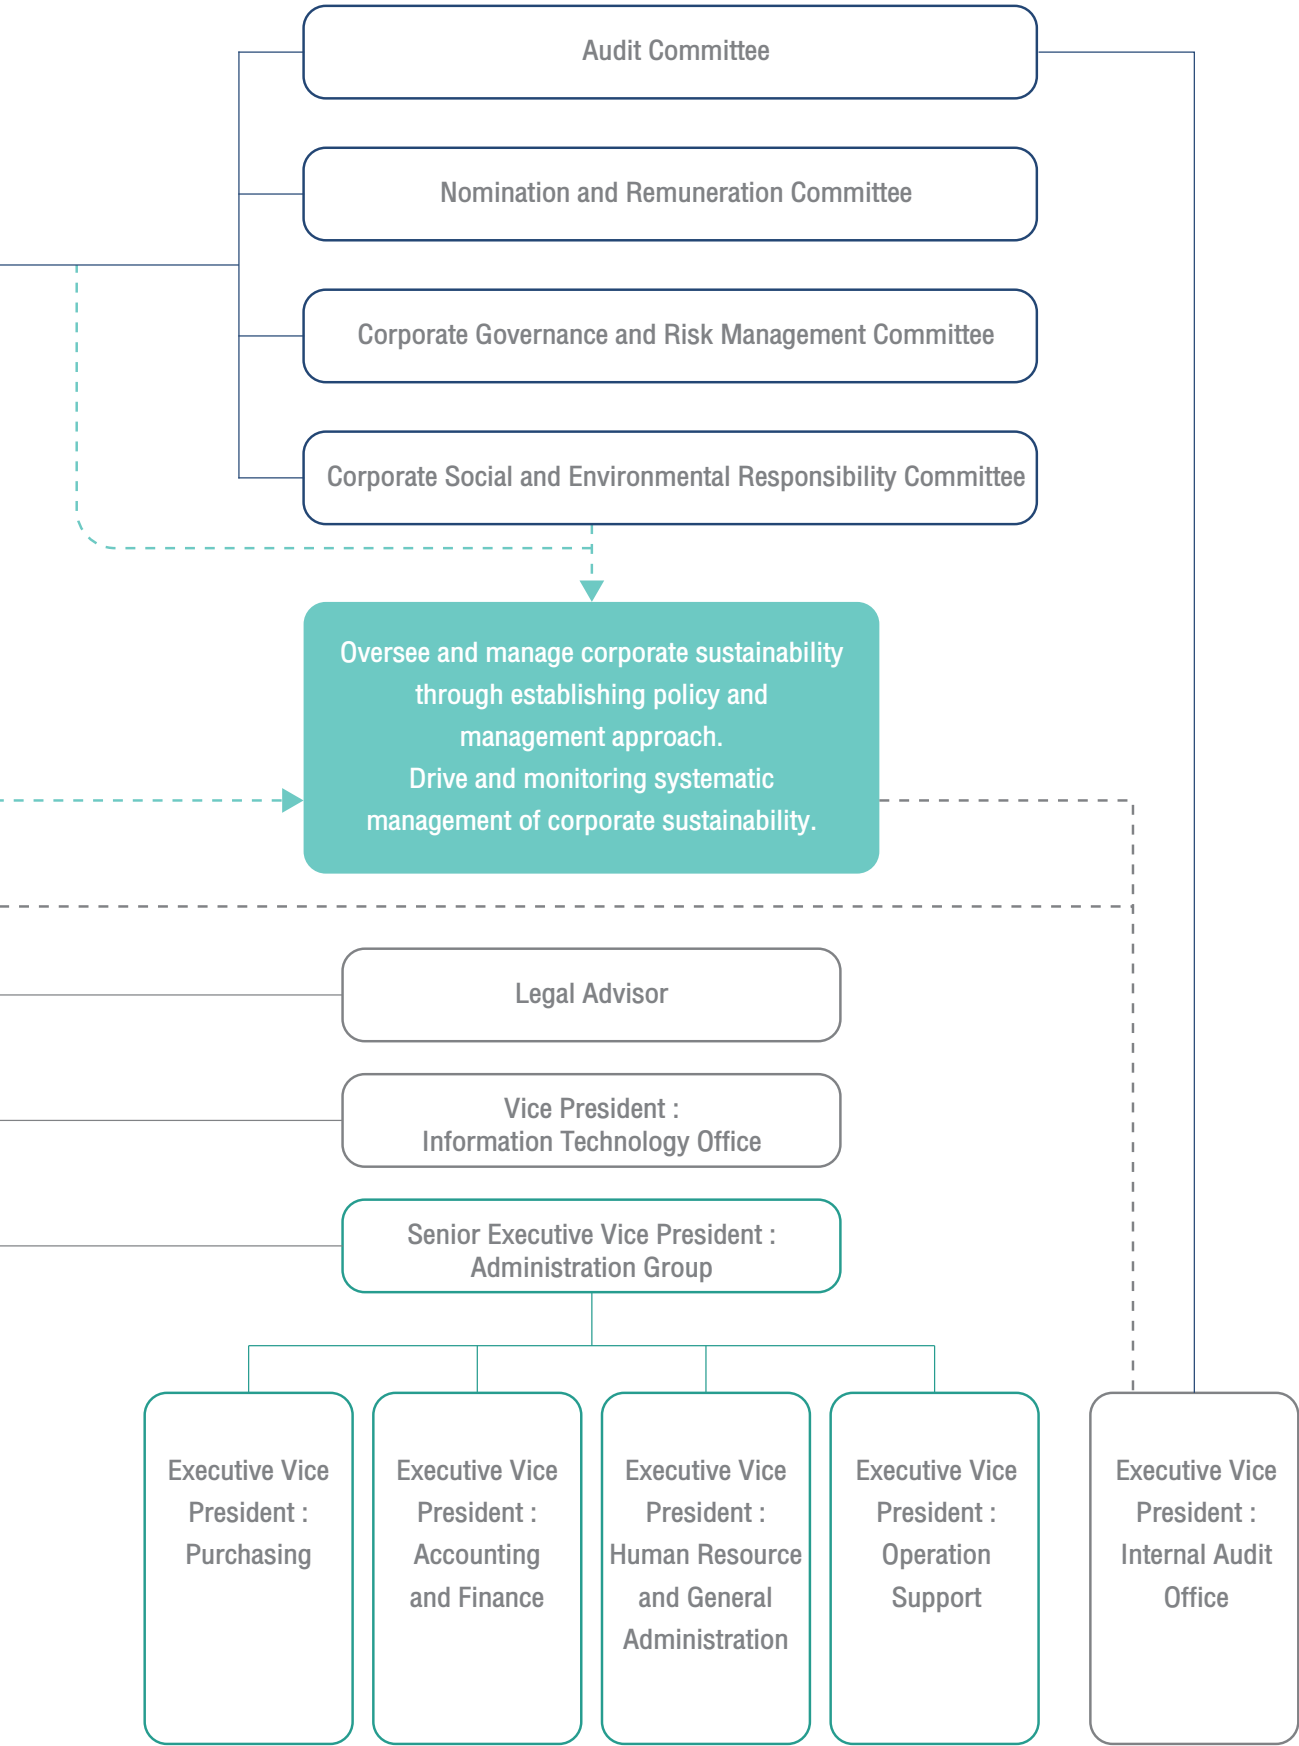 Audit Committee
Nomination and Remuneration Committee
Corporate Governance and Risk Management Committee
Corporate Social and Environmental Responsibility Committee
Oversee and manage corporate sustainability
through establishing policy and
management approach.
Drive and monitoring systematic
management of corporate sustainability.
Legal Advisor
Vice President :
Information Technology Office
Senior Executive Vice President :
Administration Group
Executive Vice
President :
Purchasing
Executive Vice
President :
Accounting
and Finance
Executive Vice
President :
Human Resource
and General
Administration
Executive Vice
President :
Operation
Support
Executive Vice
President :
Internal Audit
Office